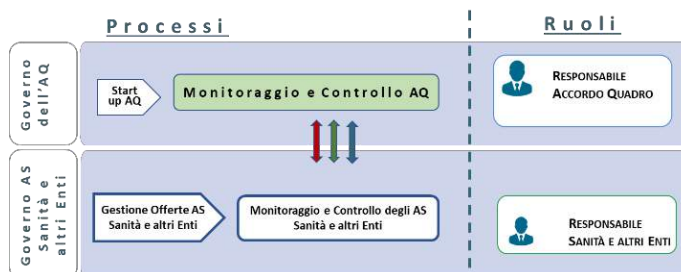 Processi
Ruoli
Governo
dell'AQ
Start
up AQ
Monitoraggio e Controllo AQ
RESPONSABILE
ACCORDO QUADRO
Governo AS
Sanità e
altri Enti
Gestione Offerte AS
Sanità e altri Enti
Monitoraggio e Controllo degli AS
Sanità e altri Enti
RESPONSABILE
SANITÀ E ALTRI ENTI